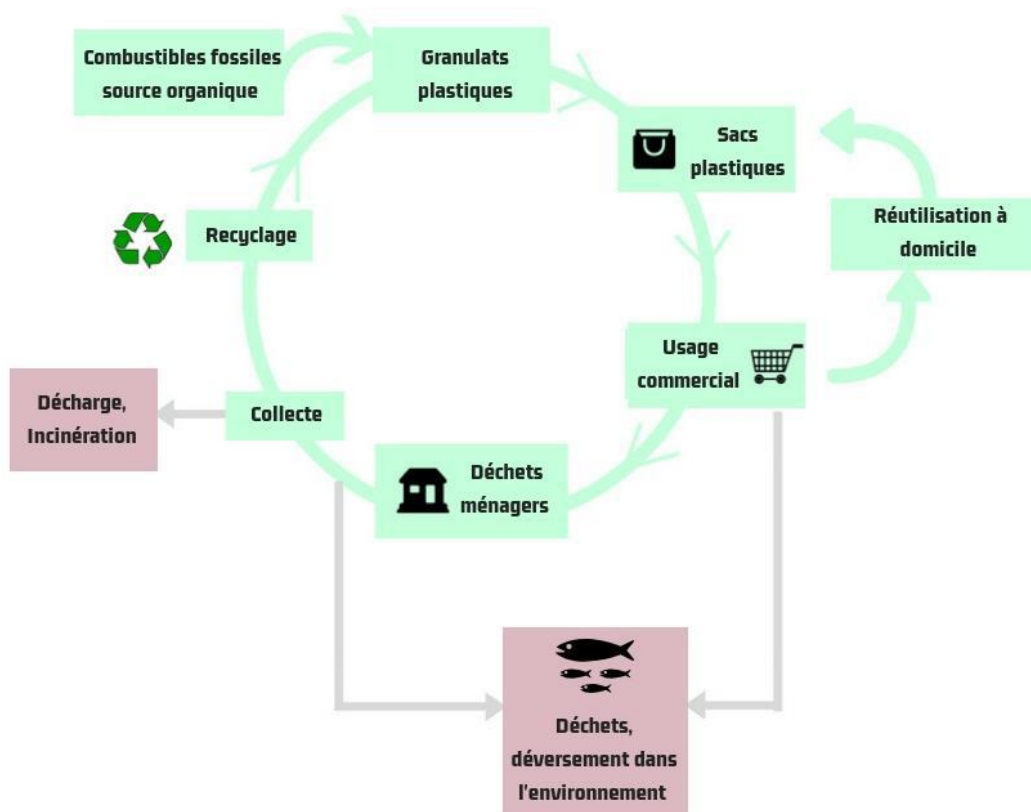 Combustibles fossiles
source organique
Granulats
plastiques
Sacs
plastiques
Réutilisation à
domicile
Recyclage
Usage
commercial
Décharge,
Incinération
Collecte
Déchets
ménagers
Déchets,
déversement dans
l'environnement